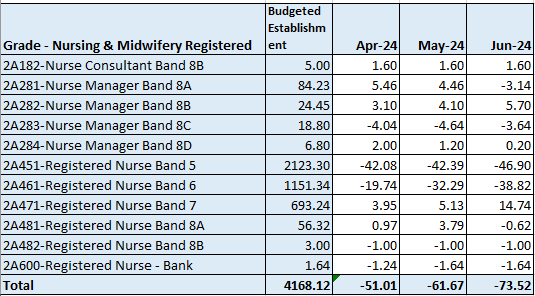 Grade - Nursing & Midwifery Registered Budgeted Establishm ent Apr-24 May-24 Jun-24
2A182-Nurse Consultant Band 8B 5.00 1.60 1.60 1.60
2A281-Nurse Manager Band 8A 84.23 5.46 4.46 -3.14
2A282-Nurse Manager Band 8B 24.45 3.10 4.10 5.70
2A283-Nurse Manager Band 8C 18.80 -4.04 -4.64 -3.64
2A284-Nurse Manager Band 8D 6.80 2.00 1.20 0.20
2A451-Registered Nurse Band 5 2123.30 -42.08 -42.39 -46.90
2A461-Registered Nurse Band 6 1151.34 -19.74 -32.29 -38.82
2A471-Registered Nurse Band 7 693.24 3.95 5.13 14.74
2A481-Registered Nurse Band 8A 56.32 0.97 3.79 -0.62
2A482-Registered Nurse Band 8B 3.00 -1.00 -1.00 -1.00
2A600-Registered Nurse - Bank 1.64 -1.24 -1.64 -1.64
Total 4168.12 -51.01 -61.67 -73.52